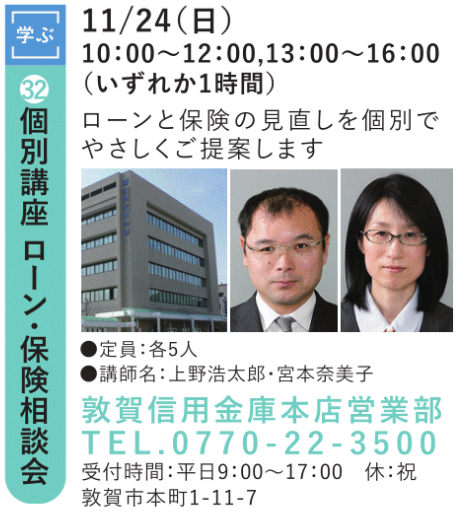 学ぶ
㉜個別講座 ローン・保険相談会
11/24(日)
10:00〜12:00,13:00〜16:00
(いずれか1時間)
ローンと保険の見直しを個別で
やさしくご提案します
●定員:各5人
●講師名:上野浩太郎・宮本奈美子
敦賀信用金庫本店営業部
TEL.0770-22-3500
受付時間:平日9:00〜17:00 休:祝
敦賀市本町1-11-7